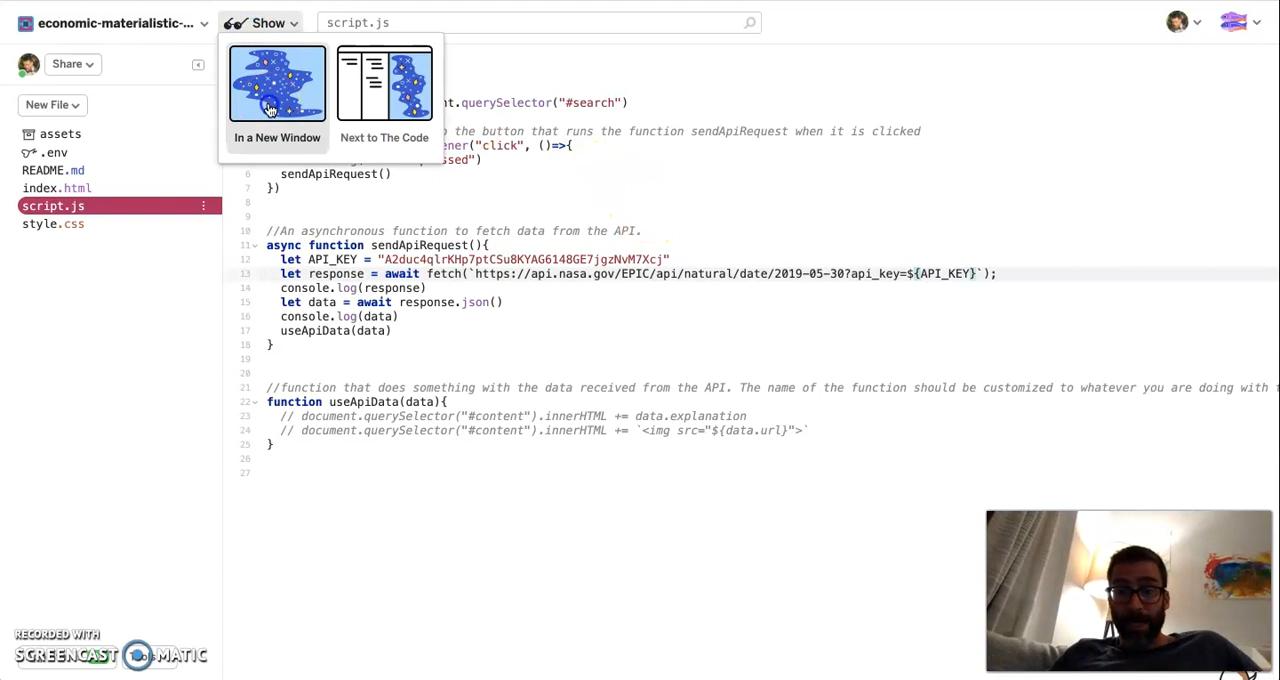 economic-materialistic-...
Show
script.js
Share
New File
In a New Window
Next to The Code
assets
.env
README.md
index.html
script.js
style.css
nt.querySelector("#search")
the button that runs the function sendApiRequest when it is clicked
ener("click", ()=>{
ssed")
6 sendApiRequest()
7 })
8
9
10 //An asynchronous function to fetch data from the API.
11 async function sendApiRequest(){
12 let API_KEY = "A2duc4qlrKHp7ptCSu8KYAG6148GE7jgzNvM7Xcj"
13 let response = await fetch(`https://api.nasa.gov/EPIC/api/natural/date/2019-05-30?api_key=${API_KEY}`);
14 console.log(response)
15 let data = await response.json()
16 console.log(data)
17 useApiData(data)
18 }
19
20
21 //function that does something with the data received from the API. The name of the function should be customized to whatever you are doing with
22 function useApiData(data){
23 // document.querySelector("#content").innerHTML += data.explanation
24 // document.querySelector("#content").innerHTML += `<img src="${data.url}">`
25 }
26
27
RECORDED WITH
SCREENCAST MATIC